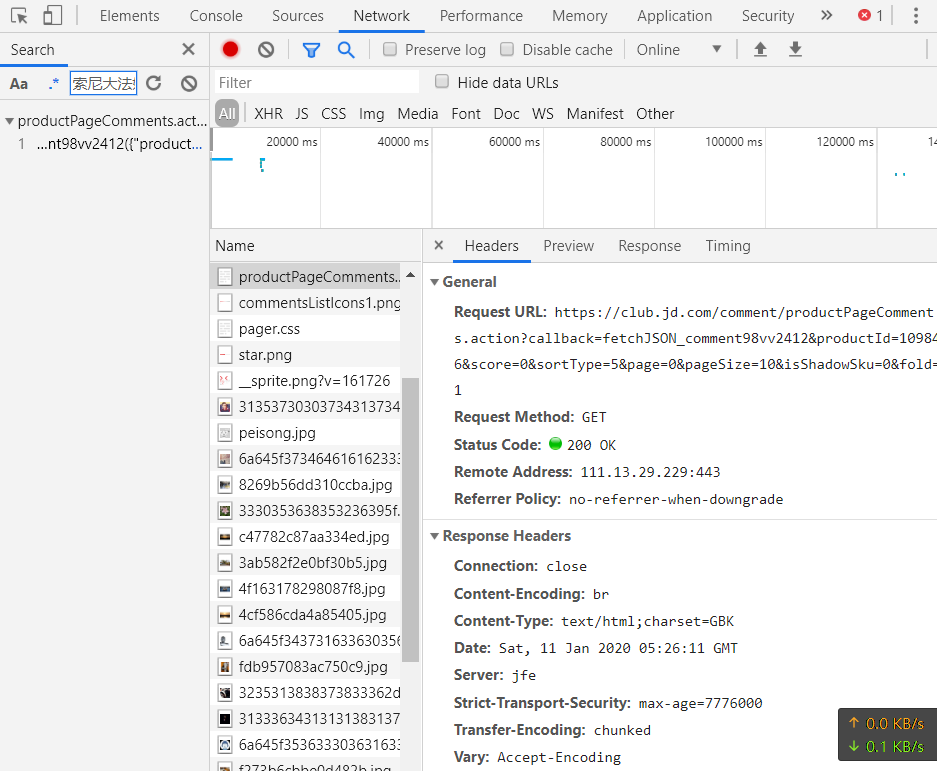 Elements Console Sources Network Performance Memory Application Security » 1
Search
Preserve log Disable cache Online
Aa .* 索尼大法
Filter Hide data URLs
All XHR JS CSS Img Media Font Doc WS Manifest Other
productPageComments.act...
1 ...nt98vv2412({"product...
20000 ms 40000 ms 60000 ms 80000 ms 100000 ms 120000 ms 14
Name
Headers Preview Response Timing
productPageComments...
commentsListIcons1.png
pager.css
star.png
__sprite.png?v=161726
31353730303734313734
peisong.jpg
6a645f373464616162333
8269b56dd310ccba.jpg
3330353638353236395f.
c47782c87aa334ed.jpg
3ab582f2e0bf30b5.jpg
4f163178298087f8.jpg
4cf586cda4a85405.jpg
6a645f343731633630356
fdb957083ac750c9.jpg
3235313838373833362d
31333634313131383137
6a645f353633303631633
f273b6cbbe0d482b.jpg
General
Request URL: https://club.jd.com/comment/productPageComment
s.action?callback=fetchJSON_comment98vv2412&productId=10984
6&score=0&sortType=5&page=0&pageSize=10&isShadowSku=0&fold=
1
Request Method: GET
Status Code: 200 OK
Remote Address: 111.13.29.229:443
Referrer Policy: no-referrer-when-downgrade
Response Headers
Connection: close
Content-Encoding: br
Content-Type: text/html;charset=GBK
Date: Sat, 11 Jan 2020 05:26:11 GMT
Server: jfe
Strict-Transport-Security: max-age=7776000
Transfer-Encoding: chunked
Vary: Accept-Encoding
↑ 0.0 KB/s
↓ 0.1 KB/s